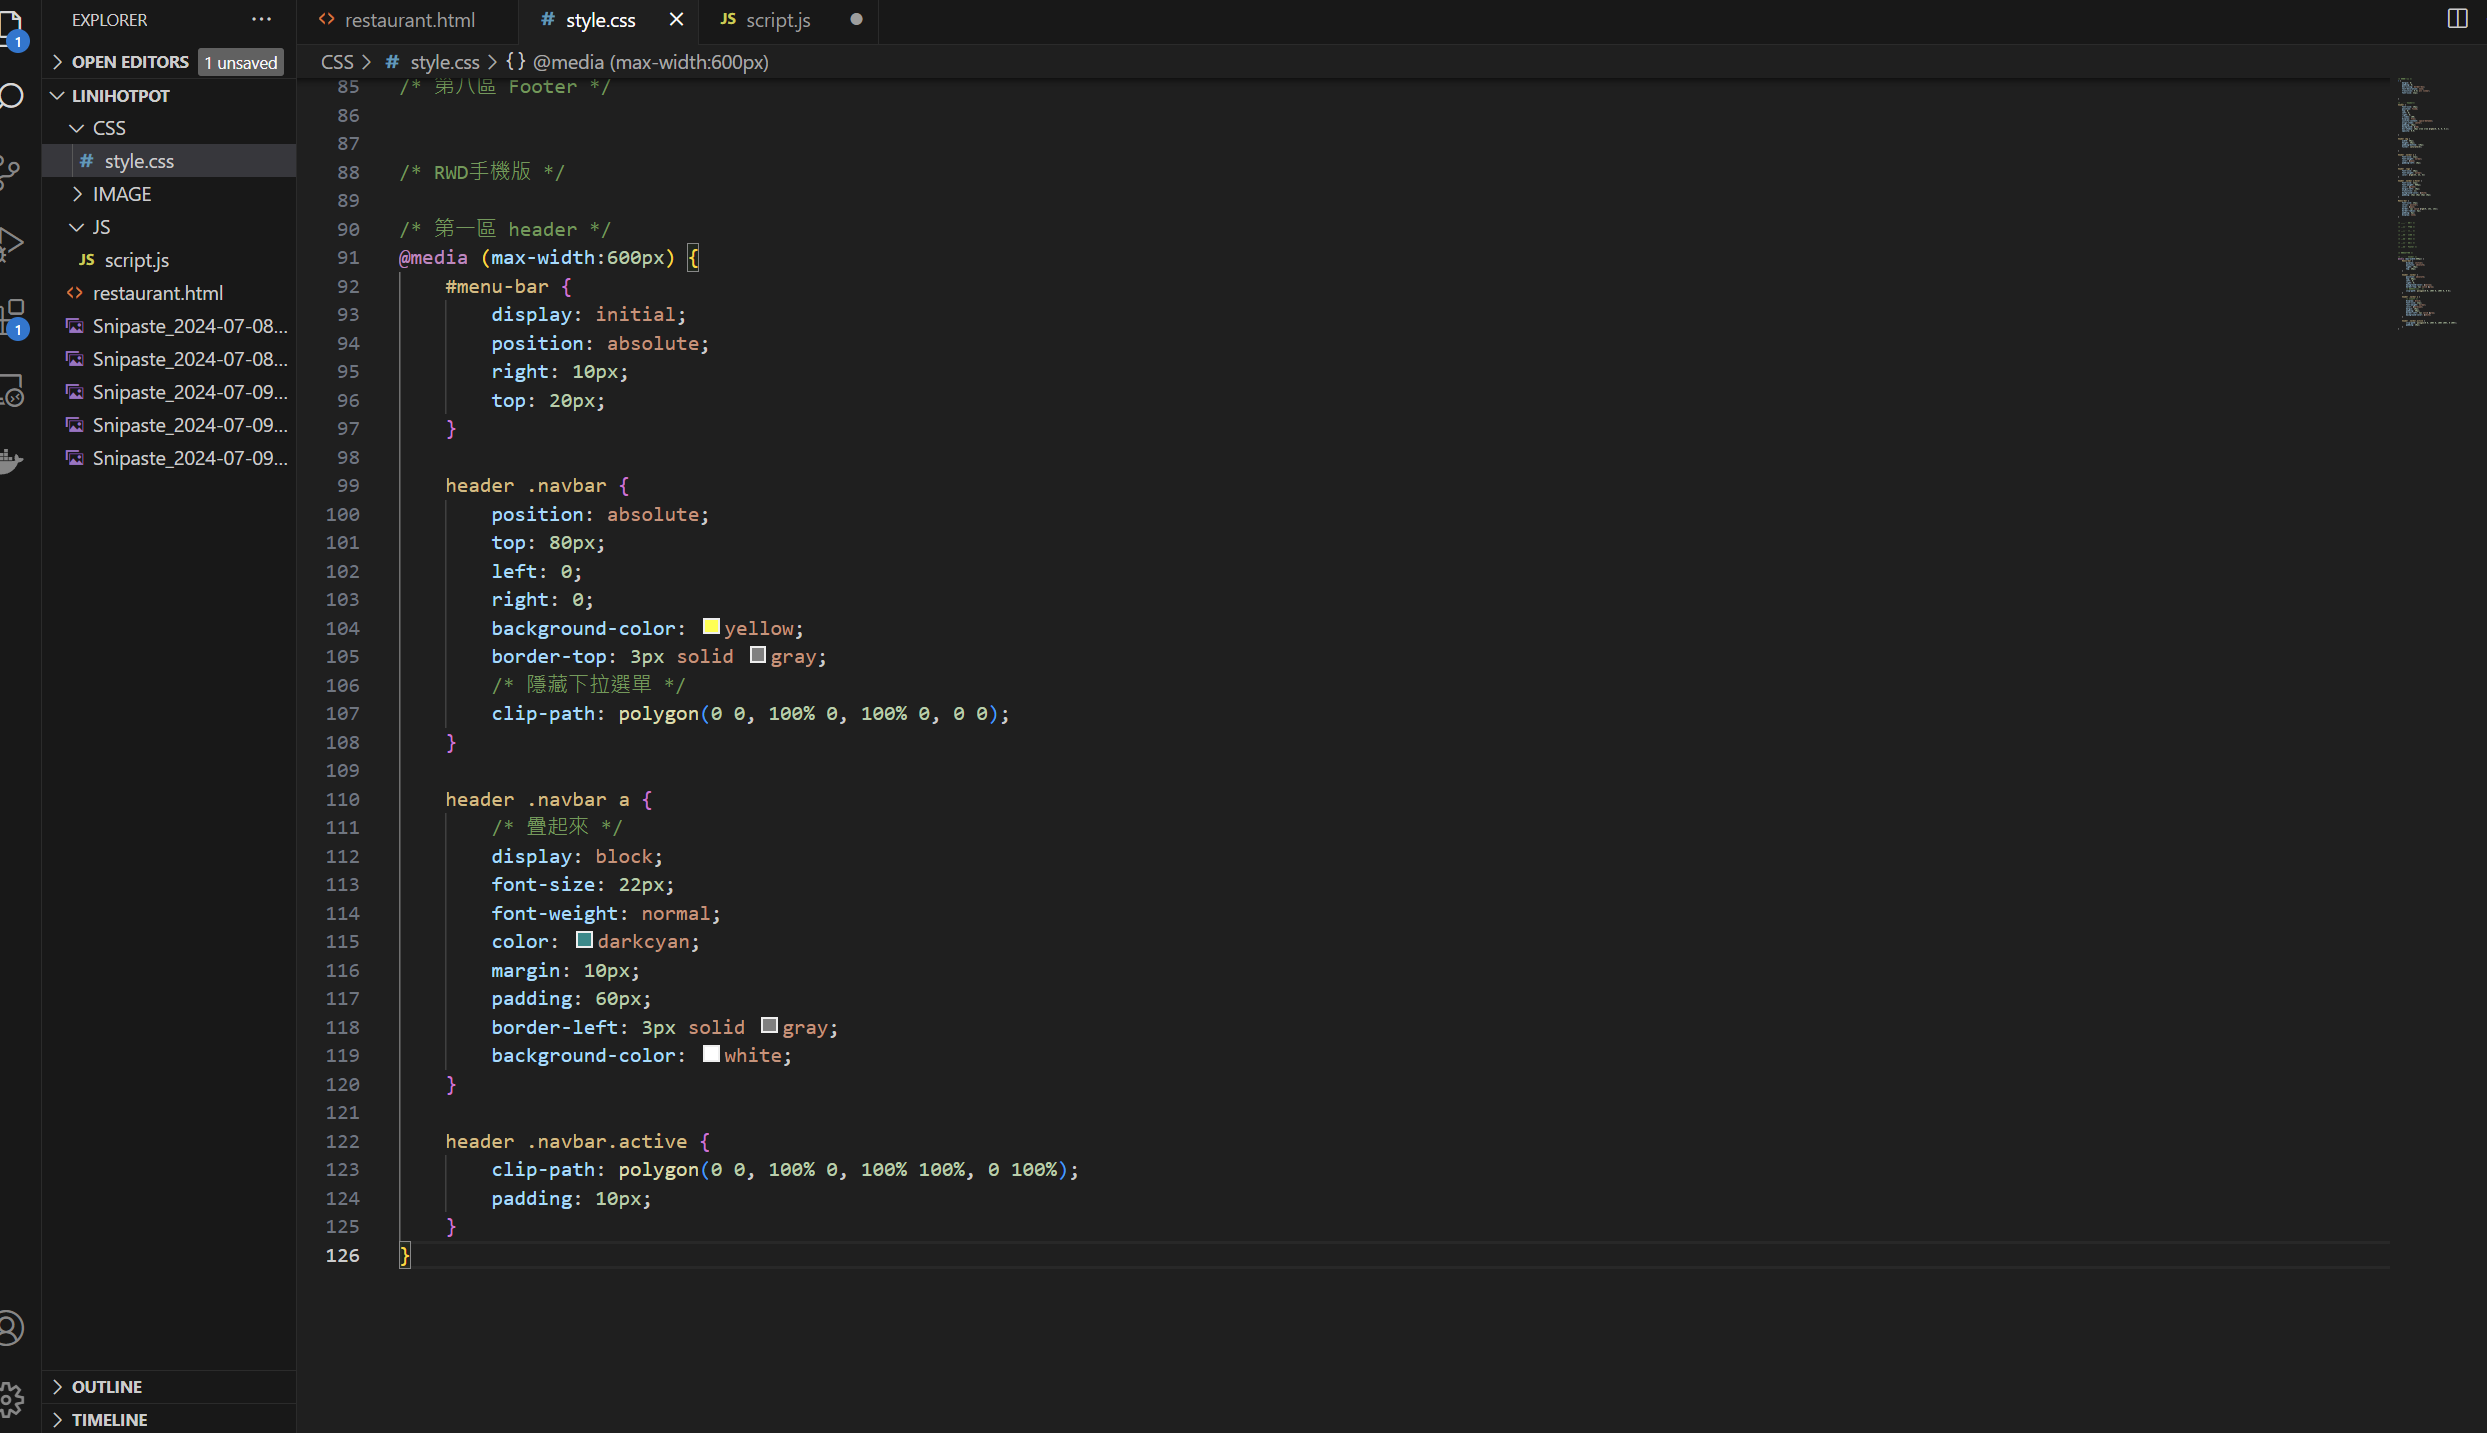 EXPLORER
restaurant.html
# style.css
JS script.js
OPEN EDITORS 1 unsaved
CSS > # style.css > {} @media (max-width:600px)
LINIHOTPOT
CSS
# style.css
IMAGE
JS
JS script.js
<> restaurant.html
Snipaste_2024-07-08...
Snipaste_2024-07-08...
Snipaste_2024-07-09...
Snipaste_2024-07-09...
Snipaste_2024-07-09...
OUTLINE
TIMELINE
1
1
85 /* 第八區 Footer */
86
87
88 /* RWD手機版 */
89
90 /* 第一區 header */
91 @media (max-width:600px) {
92 #menu-bar {
93 display: initial;
94 position: absolute;
95 right: 10px;
96 top: 20px;
97 }
98
99 header .navbar {
100 position: absolute;
101 top: 80px;
102 left: 0;
103 right: 0;
104 background-color: yellow;
105 border-top: 3px solid gray;
106 /* 隱藏下拉選單 */
107 clip-path: polygon(0 0, 100% 0, 100% 0, 0 0);
108 }
109
110 header .navbar a {
111 /* 疊起來 */
112 display: block;
113 font-size: 22px;
114 font-weight: normal;
115 color: darkcyan;
116 margin: 10px;
117 padding: 60px;
118 border-left: 3px solid gray;
119 background-color: white;
120 }
121
122 header .navbar.active {
123 clip-path: polygon(0 0, 100% 0, 100% 100%, 0 100%);
124 padding: 10px;
125 }
126 }